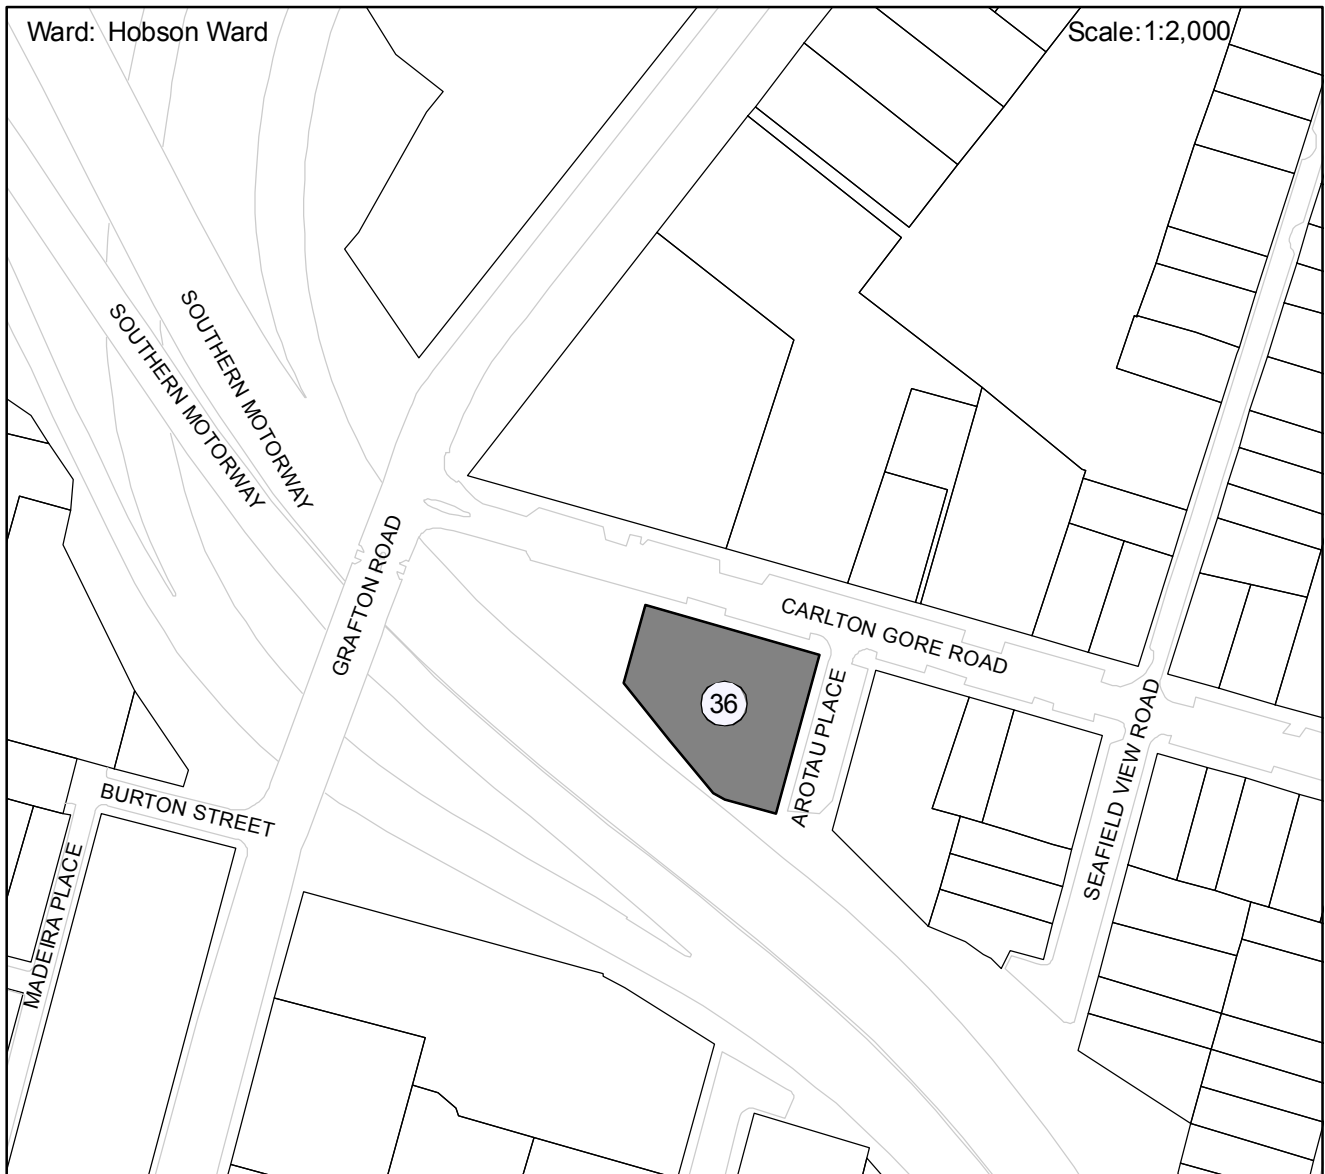 Ward: Hobson Ward
Scale:1:2,000
SOUTHERN MOTORWAY
SOUTHERN MOTORWAY
GRAFTON ROAD
CARLTON GORE ROAD
36
AROTAU PLACE
SEAFIELD VIEW ROAD
BURTON STREET
MADEIRA PLACE